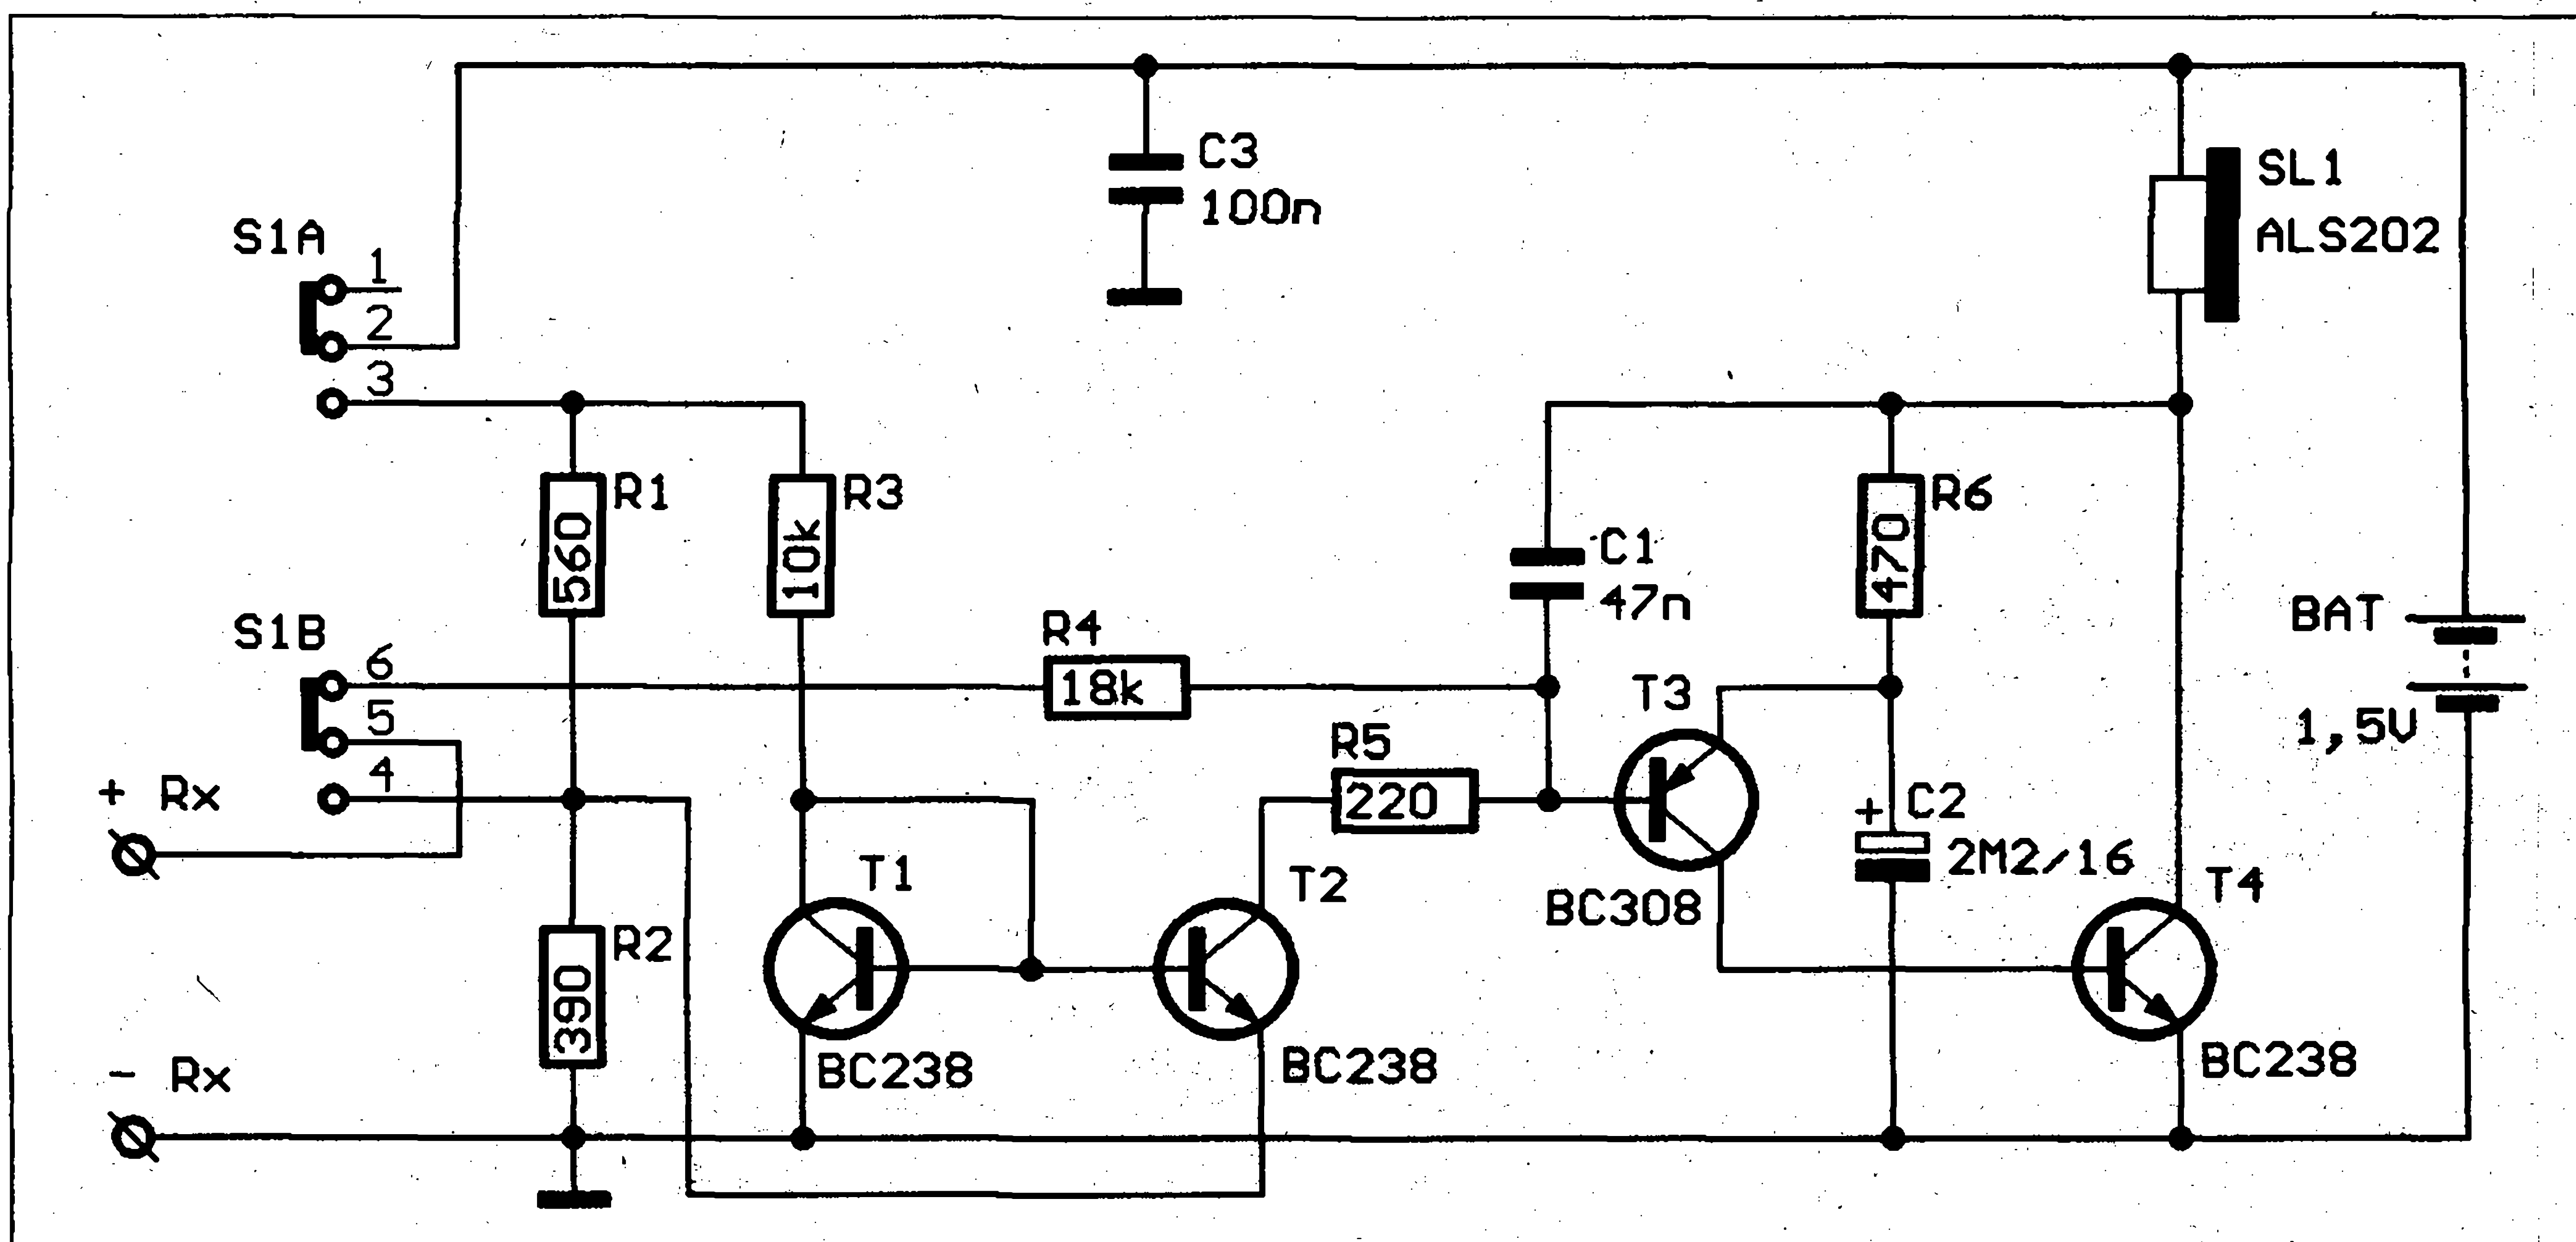 C3
100n
SL1
ALS202
S1A
1
2
3
R1
560
R3
10k
R6
470
C1
47n
S1B
6
5
4
R4
18k
BAT
1,5V
T3
R5
220
BC308
+ Rx
+
C2
2M2/16
T1
T2
T4
R2
390
BC238
BC238
BC238
- Rx